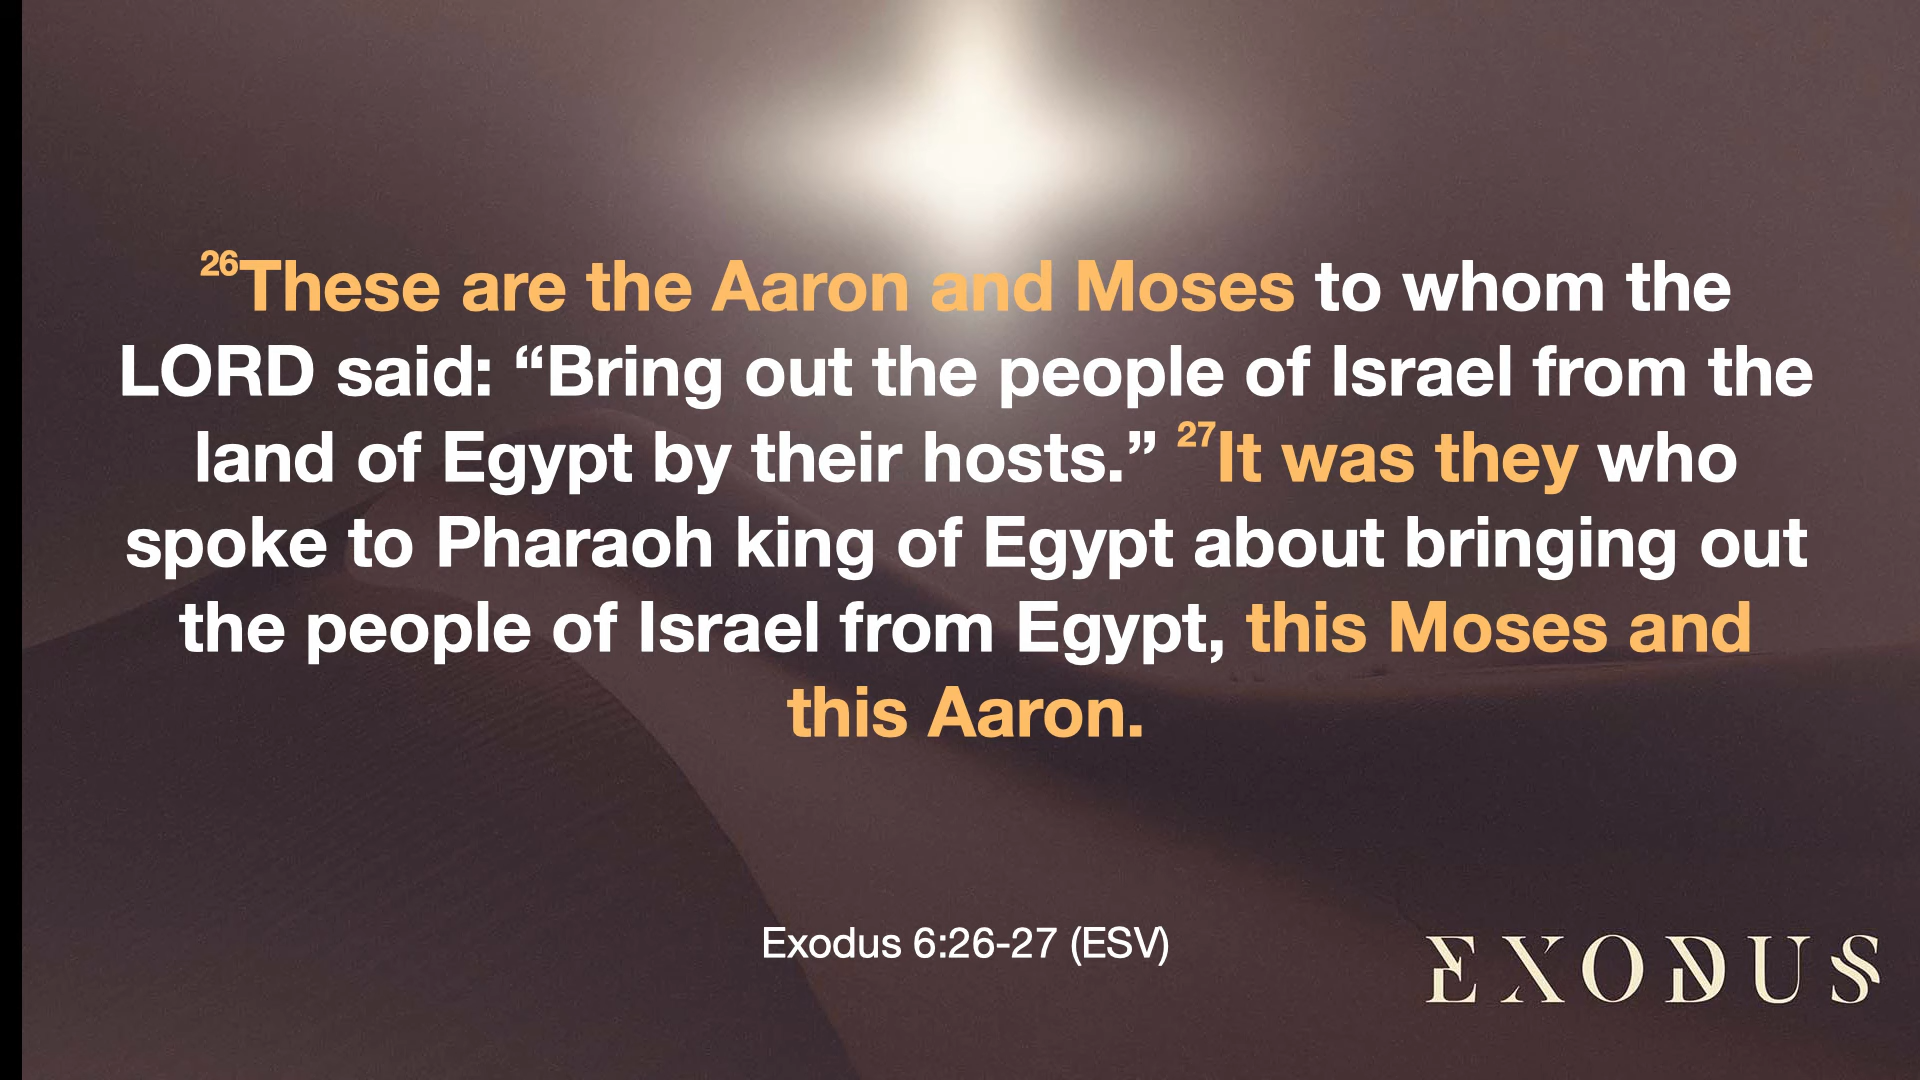 26These are the Aaron and Moses to whom the
LORD said: “Bring out the people of Israel from the
land of Egypt by their hosts.” 27It was they who
spoke to Pharaoh king of Egypt about bringing out
the people of Israel from Egypt, this Moses and
this Aaron.
Exodus 6:26-27 (ESV)
EXODUS